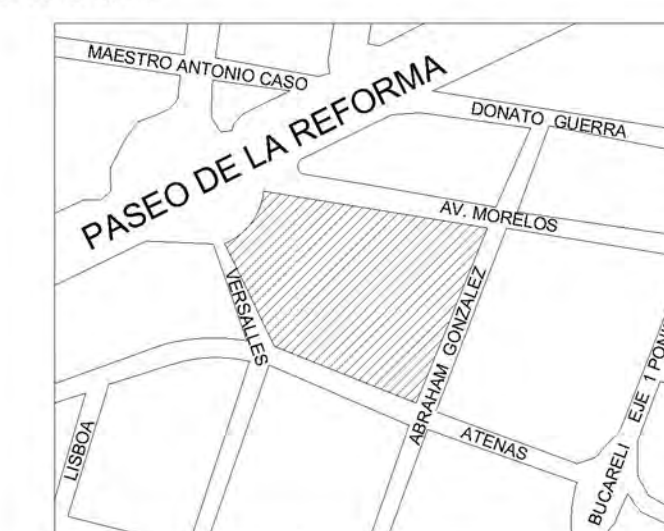 MAESTRO ANTONIO CASO
PASEO DE LA REFORMA
DONATO GUERRA
AV. MORELOS
VERSALLES
ABRAHAM GONZALEZ
LISBOA
ATENAS
BUCARELI EJE 1